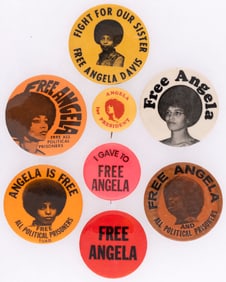 FIGHT FOR OUR SISTER
FREE ANGELA DAVIS
FREE ANGELA
FREE ALL
POLITICAL
PRISONERS
ANGELA
FOR
PRESIDENT
Free Angela
I GAVE TO
FREE
ANGELA
ANGELA IS FREE
FREE
ALL POLITICAL PRISONERS
FREE ANGELA
AND
ALL POLITICAL PRISONERS
FREE
ANGELA